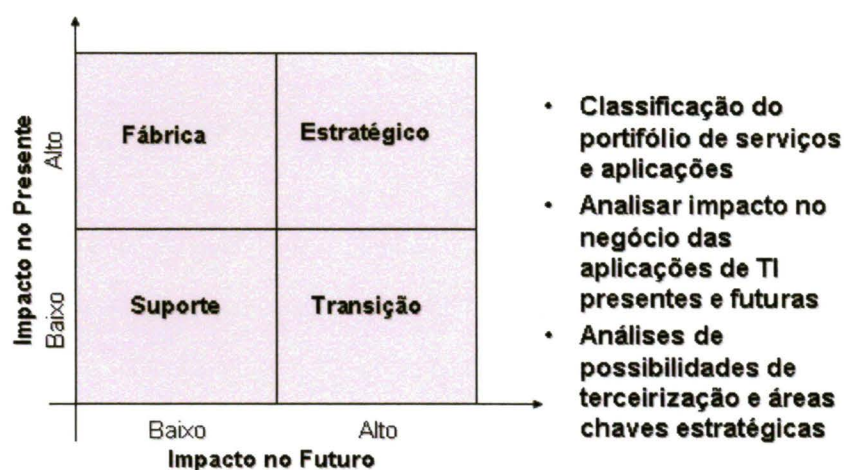 Impacto no Presente
Alto
Baixo
Fábrica
Estratégico
Suporte
Transição
Baixo
Alto
Impacto no Futuro
• Classificação do
portifólio de serviços
e aplicações
• Analisar impacto no
negócio das
aplicações de TI
presentes e futuras
• Análises de
possibilidades de
terceirização e áreas
chaves estratégicas